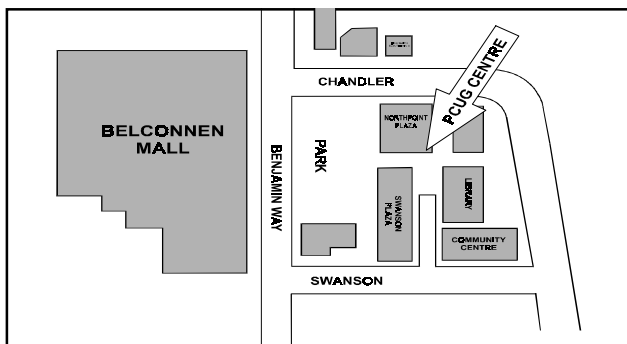 CHANDLER
PCUG CENTRE
NORTHPOINT
PLAZA
BELCONNEN
MALL
BENJAMIN WAY
PARK
SWANSON
PLAZA
LIBRARY
COMMUNITY
CENTRE
SWANSON